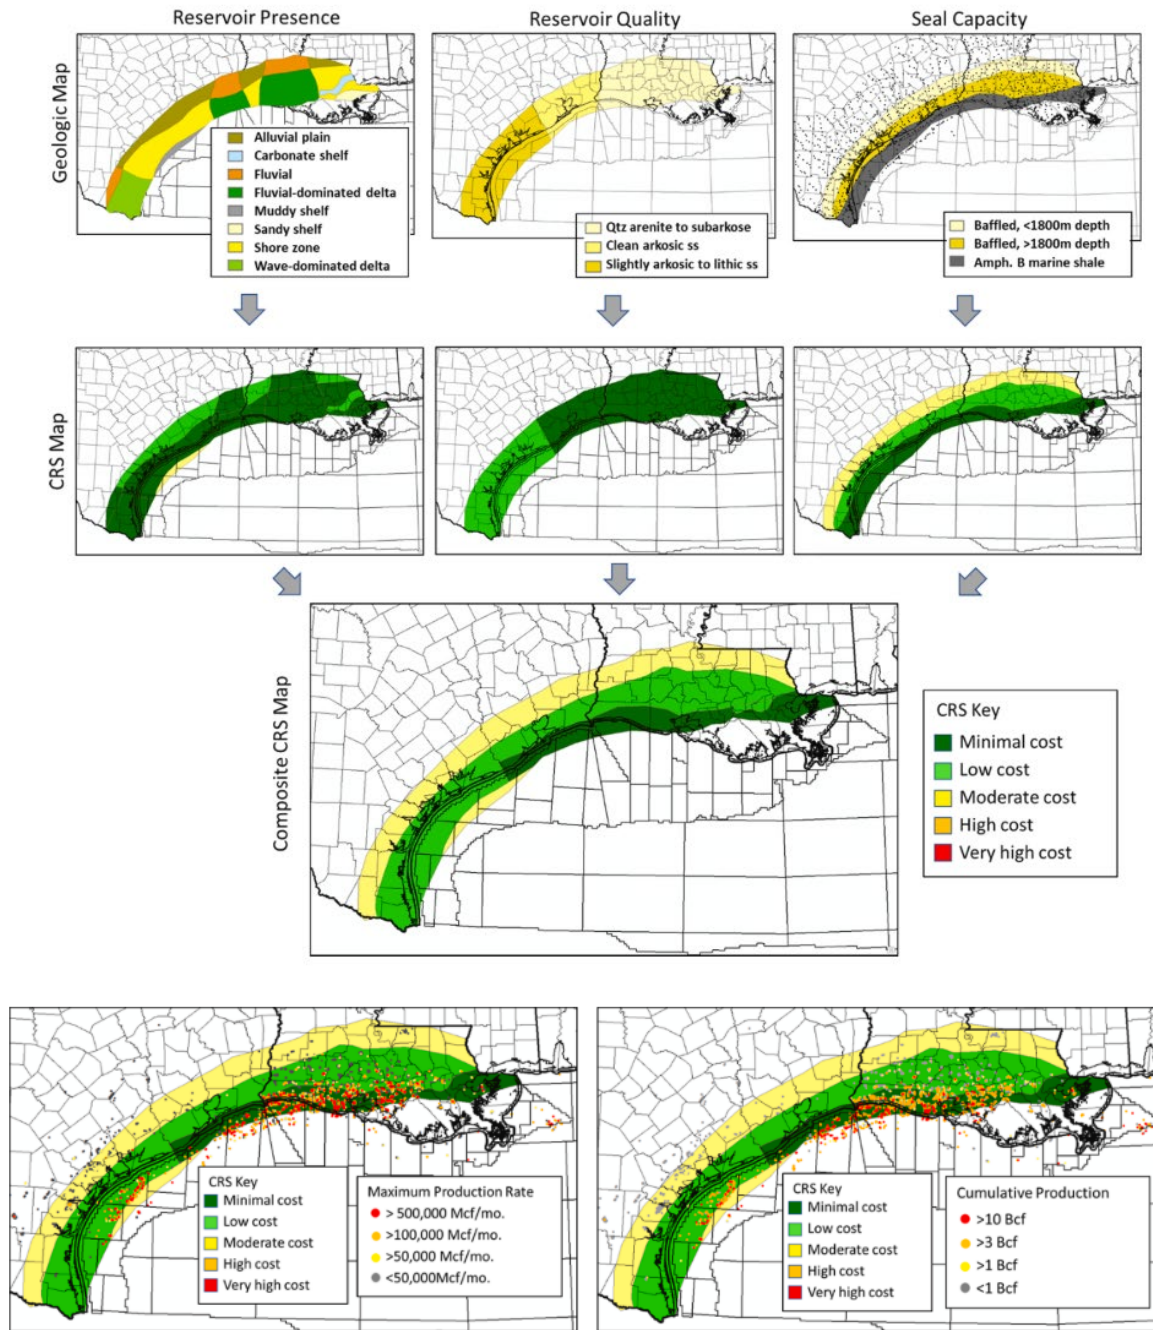 Reservoir Presence
Reservoir Quality
Seal Capacity
Geologic Map
Alluvial plain
Carbonate shelf
Fluvial
Fluvial-dominated delta
Muddy shelf
Sandy shelf
Shore zone
Wave-dominated delta
Qtz arenite to subarkose
Clean arkosic ss
Slightly arkosic to lithic ss
Baffled, <1800m depth
Baffled, >1800m depth
Amph. B marine shale
CRS Map
Composite CRS Map
CRS Key
Minimal cost
Low cost
Moderate cost
High cost
Very high cost
CRS Key
Minimal cost
Low cost
Moderate cost
High cost
Very high cost
Maximum Production Rate
> 500,000 Mcf/mo.
>100,000 Mcf/mo.
>50,000 Mcf/mo.
<50,000Mcf/mo.
CRS Key
Minimal cost
Low cost
Moderate cost
High cost
Very high cost
Cumulative Production
>10 Bcf
>3 Bcf
>1 Bcf
<1 Bcf